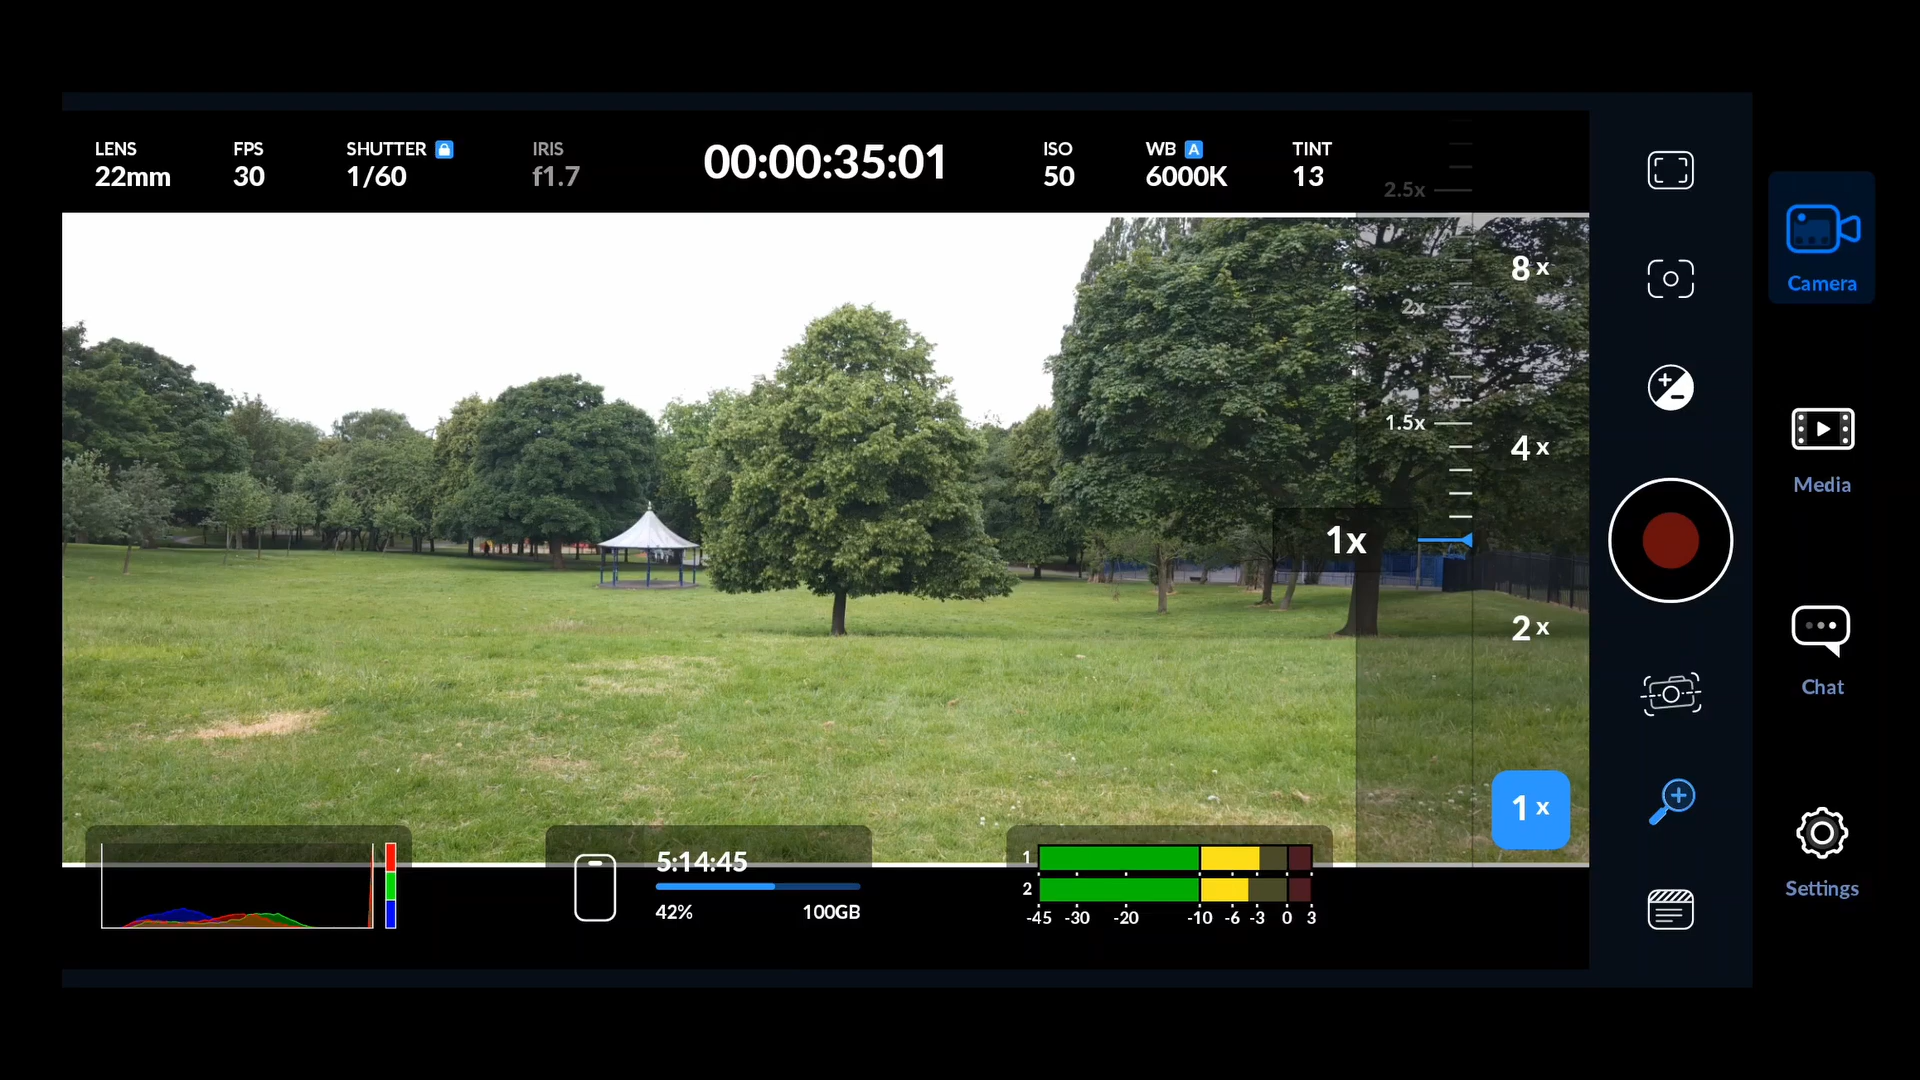 LENS
22mm
FPS
30
SHUTTER
1/60
IRIS
f1.7
00:00:35:01
ISO
50
WB A
6000K
TINT
13
2.5x
2x
1.5x
1x
8x
4x
2x
1x
5:14:45
42%
100GB
1
2
-45 -30 -20 -10 -6 -3 0 3
Camera
Media
Chat
Settings